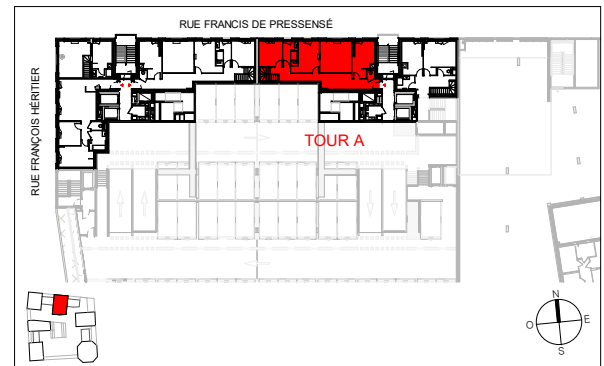 RUE FRANCIS DE PRESSENSÉ
RUE FRANÇOIS HÉRITIER
TOUR A
N
O
E
S